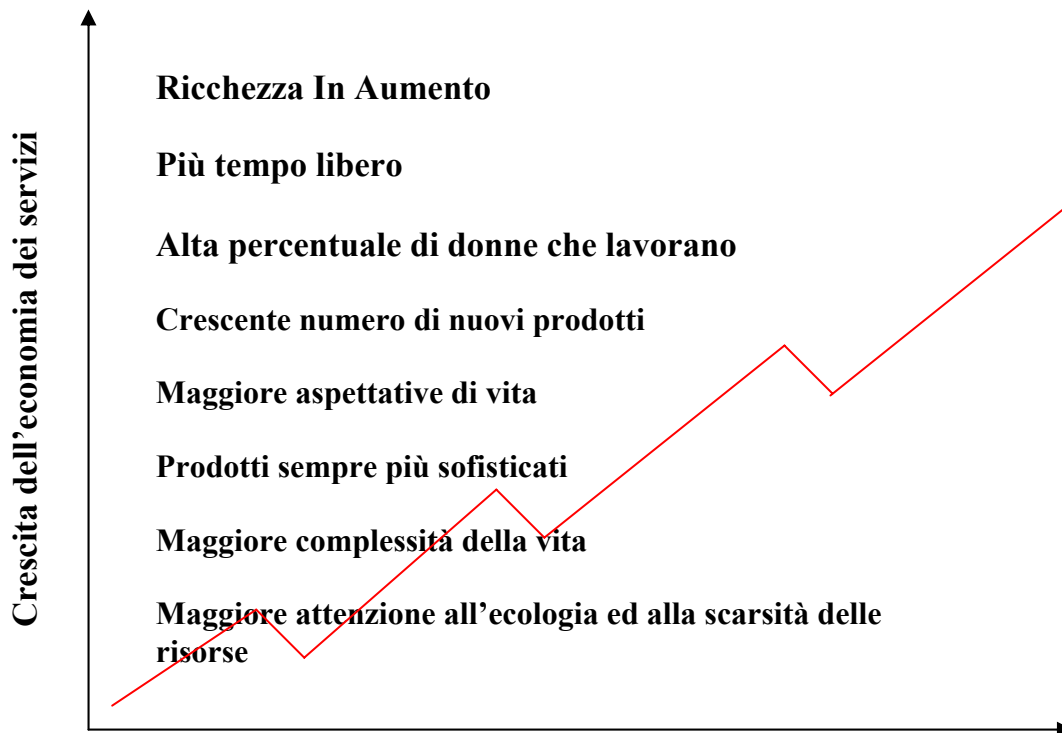 Crescita dell’economia dei servizi
Ricchezza In Aumento
Più tempo libero
Alta percentuale di donne che lavorano
Crescente numero di nuovi prodotti
Maggiore aspettative di vita
Prodotti sempre più sofisticati
Maggiore complessità della vita
Maggiore attenzione all’ecologia ed alla scarsità delle
risorse